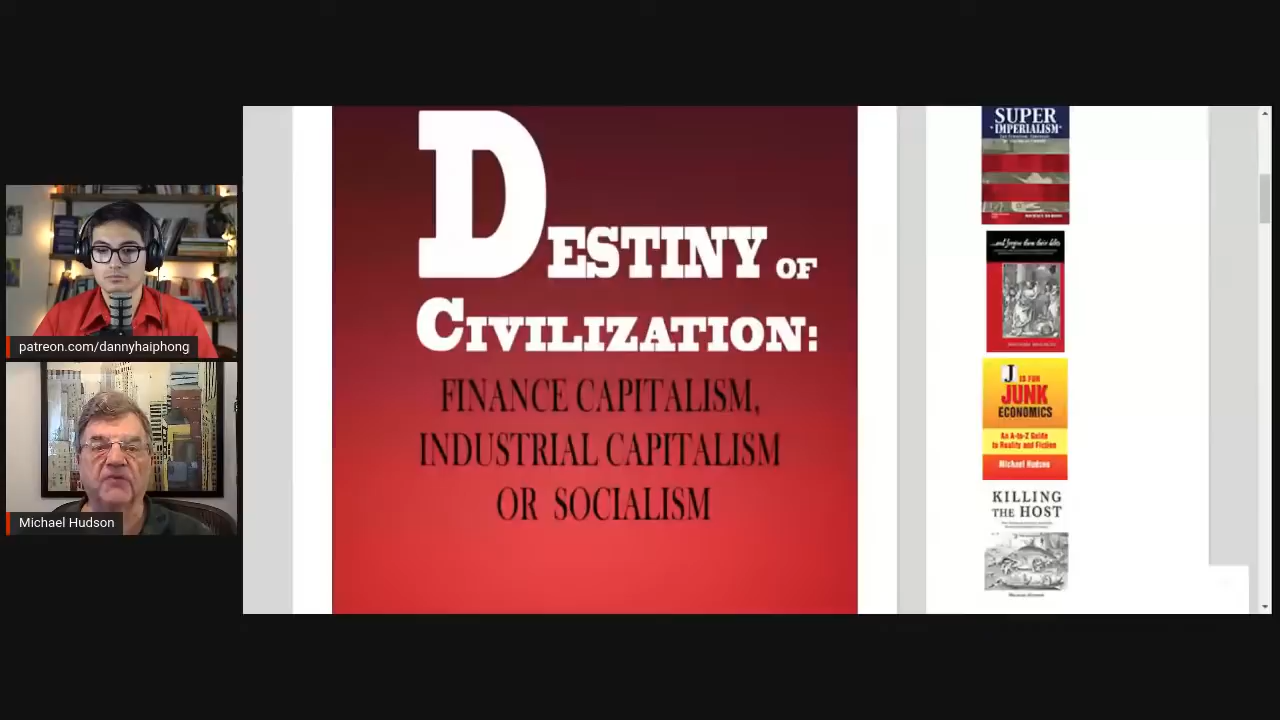 patreon.com/dannyhaiphong
Michael Hudson
DESTINY OF
CIVILIZATION:
FINANCE CAPITALISM,
INDUSTRIAL CAPITALISM
OR SOCIALISM
SUPER
IMPERIALISM
...and forgive them their debts
J IS FOR
JUNK
ECONOMICS
An A-to-Z Guide
to Reality and Fiction
Michael Hudson
KILLING
THE HOST